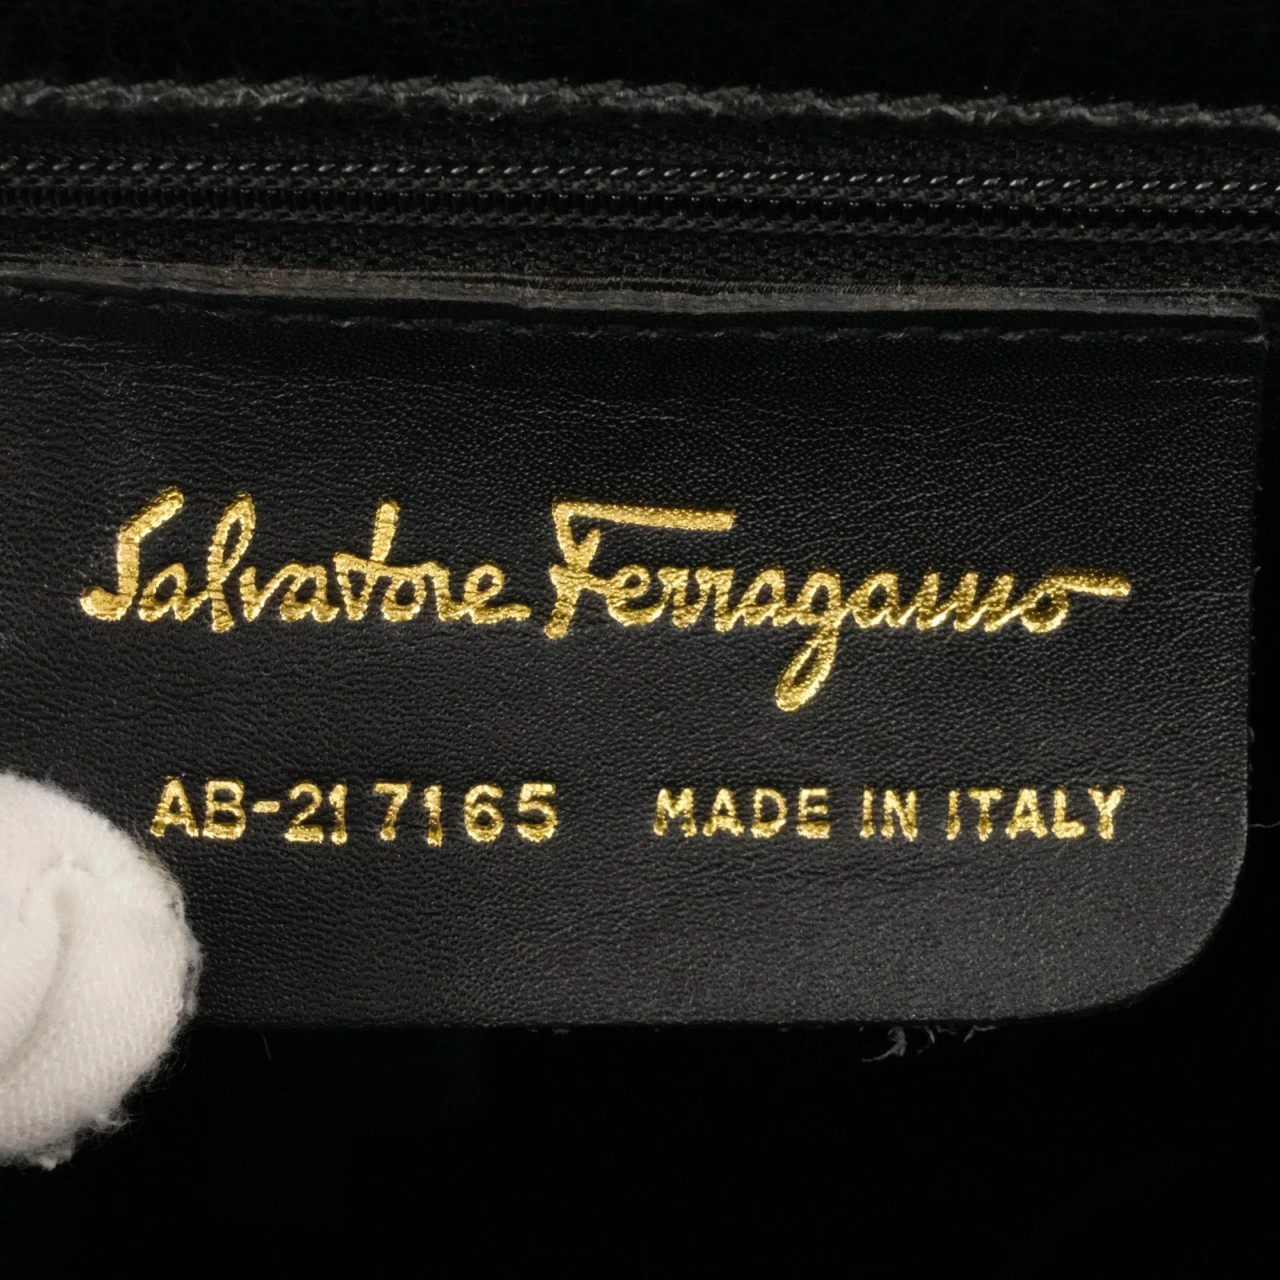 Salvatore Ferragamo
AB-21 7165 MADE IN ITALY